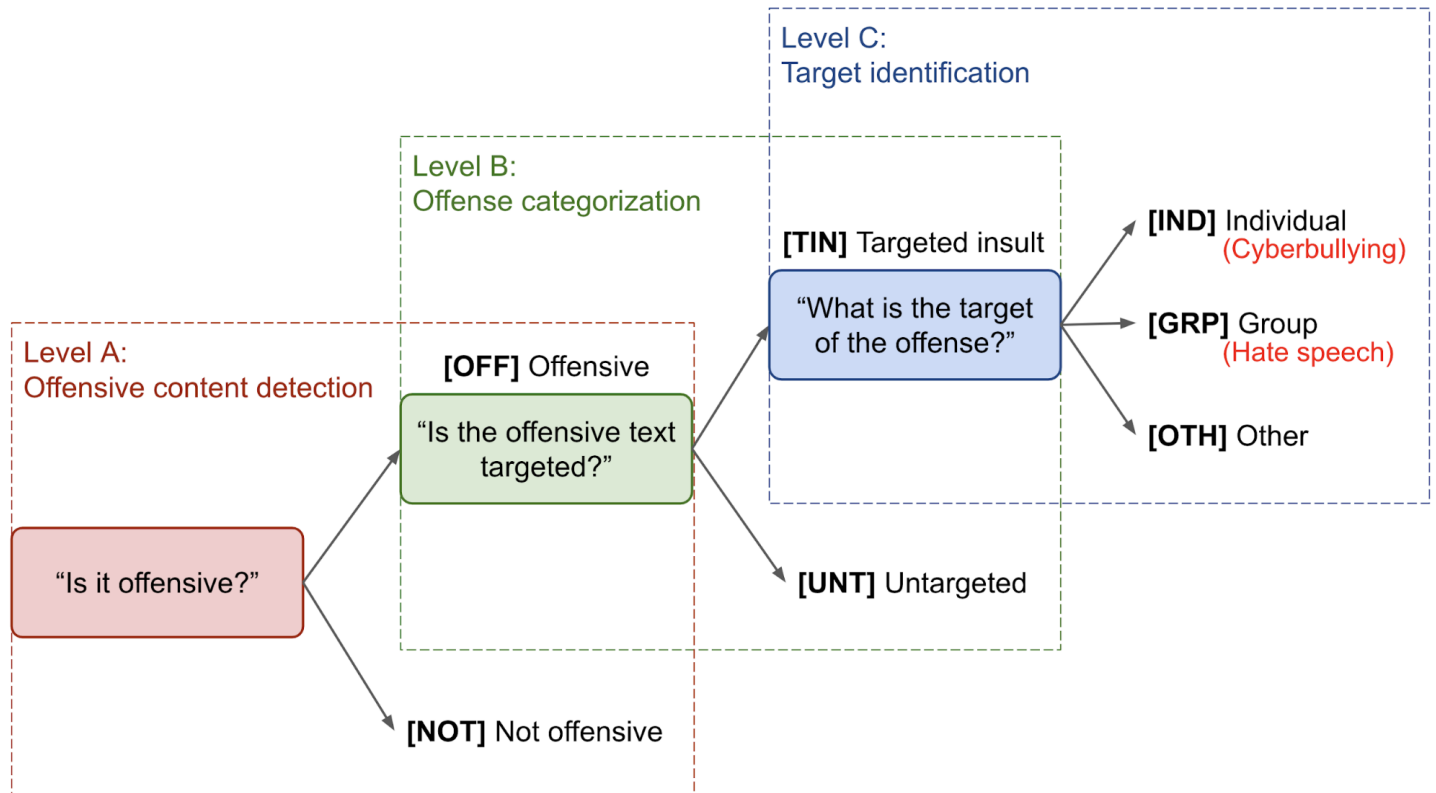 Level C:
Target identification
Level B:
Offense categorization
[TIN] Targeted insult
“What is the target
of the offense?”
[IND] Individual
(Cyberbullying)
[GRP] Group
(Hate speech)
[OTH] Other
Level A:
Offensive content detection
[OFF] Offensive
“Is the offensive text
targeted?”
[UNT] Untargeted
“Is it offensive?”
[NOT] Not offensive